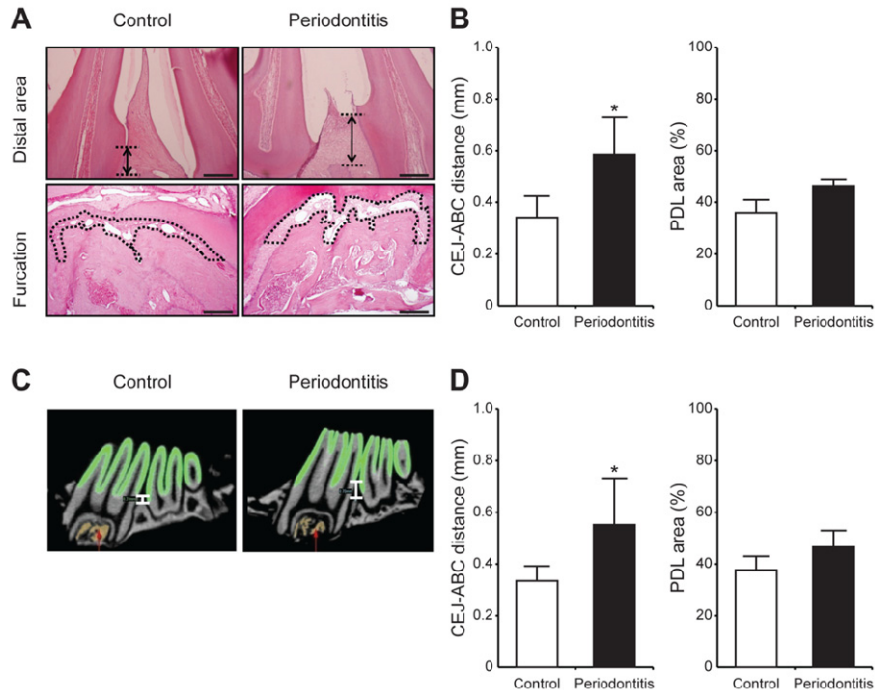 A
Control
Periodontitis
Distal area
Furcation
B
CEJ-ABC distance (mm)
1.0
0.8
0.6
0.4
0.2
0
*
Control
Periodontitis
PDL area (%)
100
80
60
40
20
0
Control
Periodontitis
C
Control
Periodontitis
D
CEJ-ABC distance (mm)
1.0
0.8
0.6
0.4
0.2
0
*
Control
Periodontitis
PDL area (%)
100
80
60
40
20
0
Control
Periodontitis